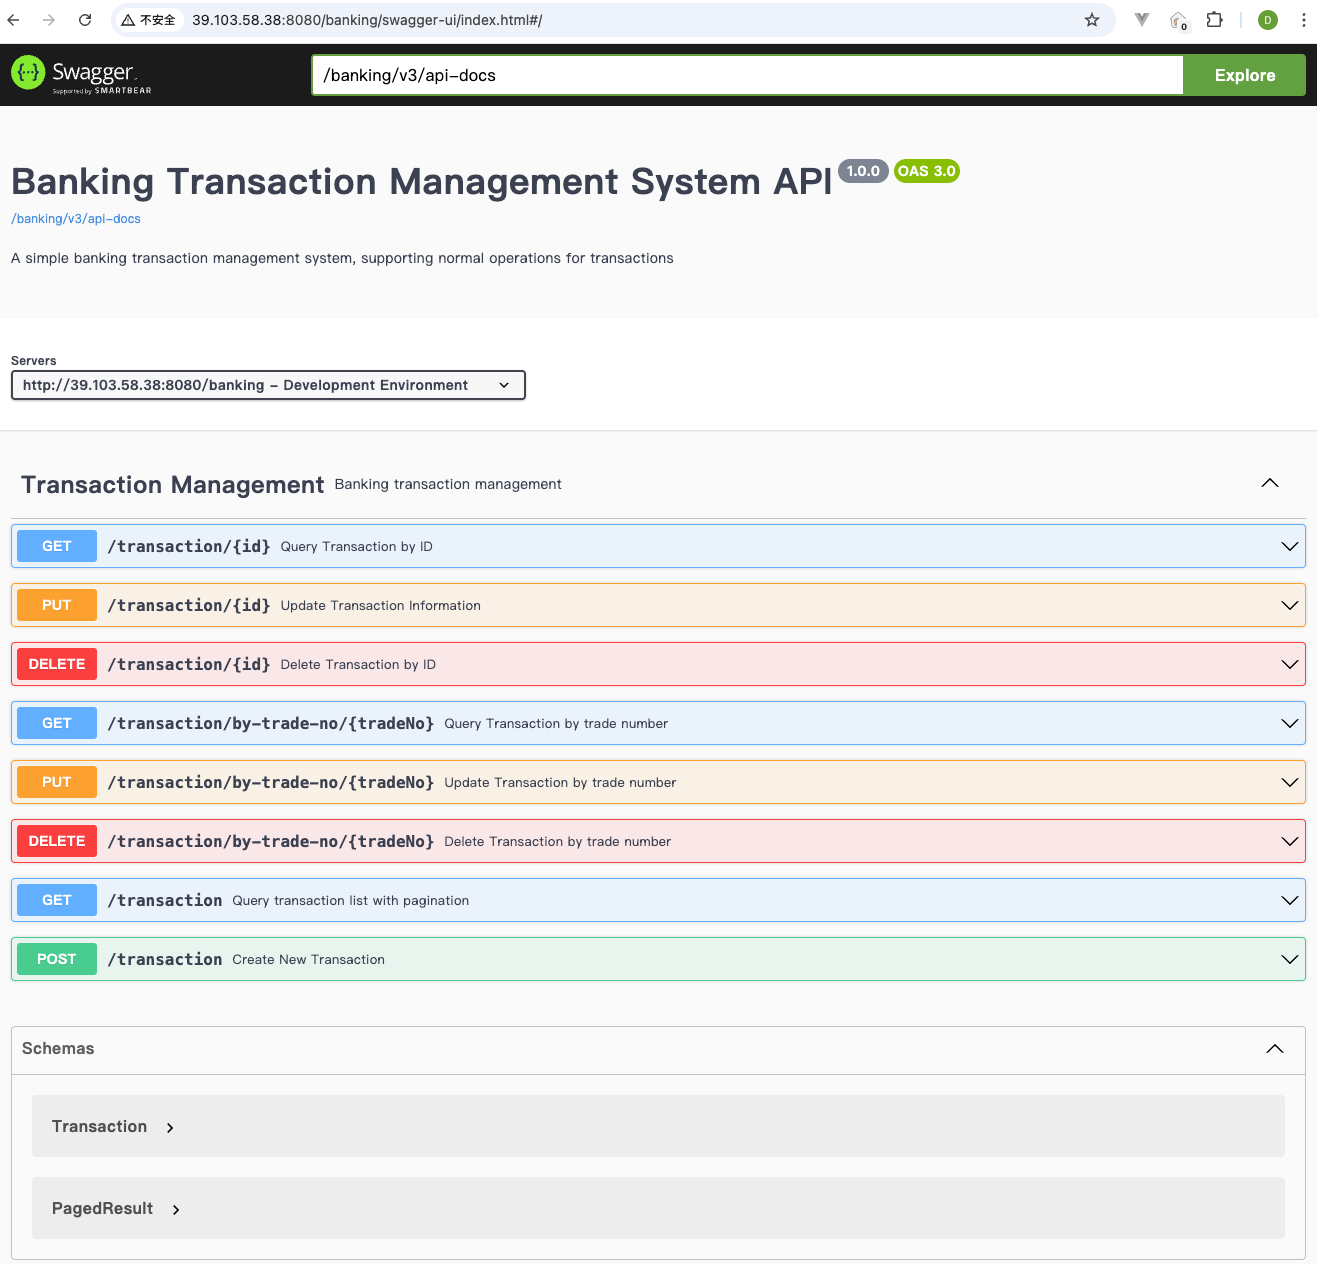 不安全
39.103.58.38:8080/banking/swagger-ui/index.html#/
0
D
Swagger.
Supported by SMARTBEAR
/banking/v3/api-docs
Explore
Banking Transaction Management System API 1.0.0 OAS 3.0
/banking/v3/api-docs
A simple banking transaction management system, supporting normal operations for transactions
Servers
http://39.103.58.38:8080/banking - Development Environment
Transaction Management Banking transaction management
GET /transaction/{id} Query Transaction by ID
PUT /transaction/{id} Update Transaction Information
DELETE /transaction/{id} Delete Transaction by ID
GET /transaction/by-trade-no/{tradeNo} Query Transaction by trade number
PUT /transaction/by-trade-no/{tradeNo} Update Transaction by trade number
DELETE /transaction/by-trade-no/{tradeNo} Delete Transaction by trade number
GET /transaction Query transaction list with pagination
POST /transaction Create New Transaction
Schemas
Transaction
PagedResult